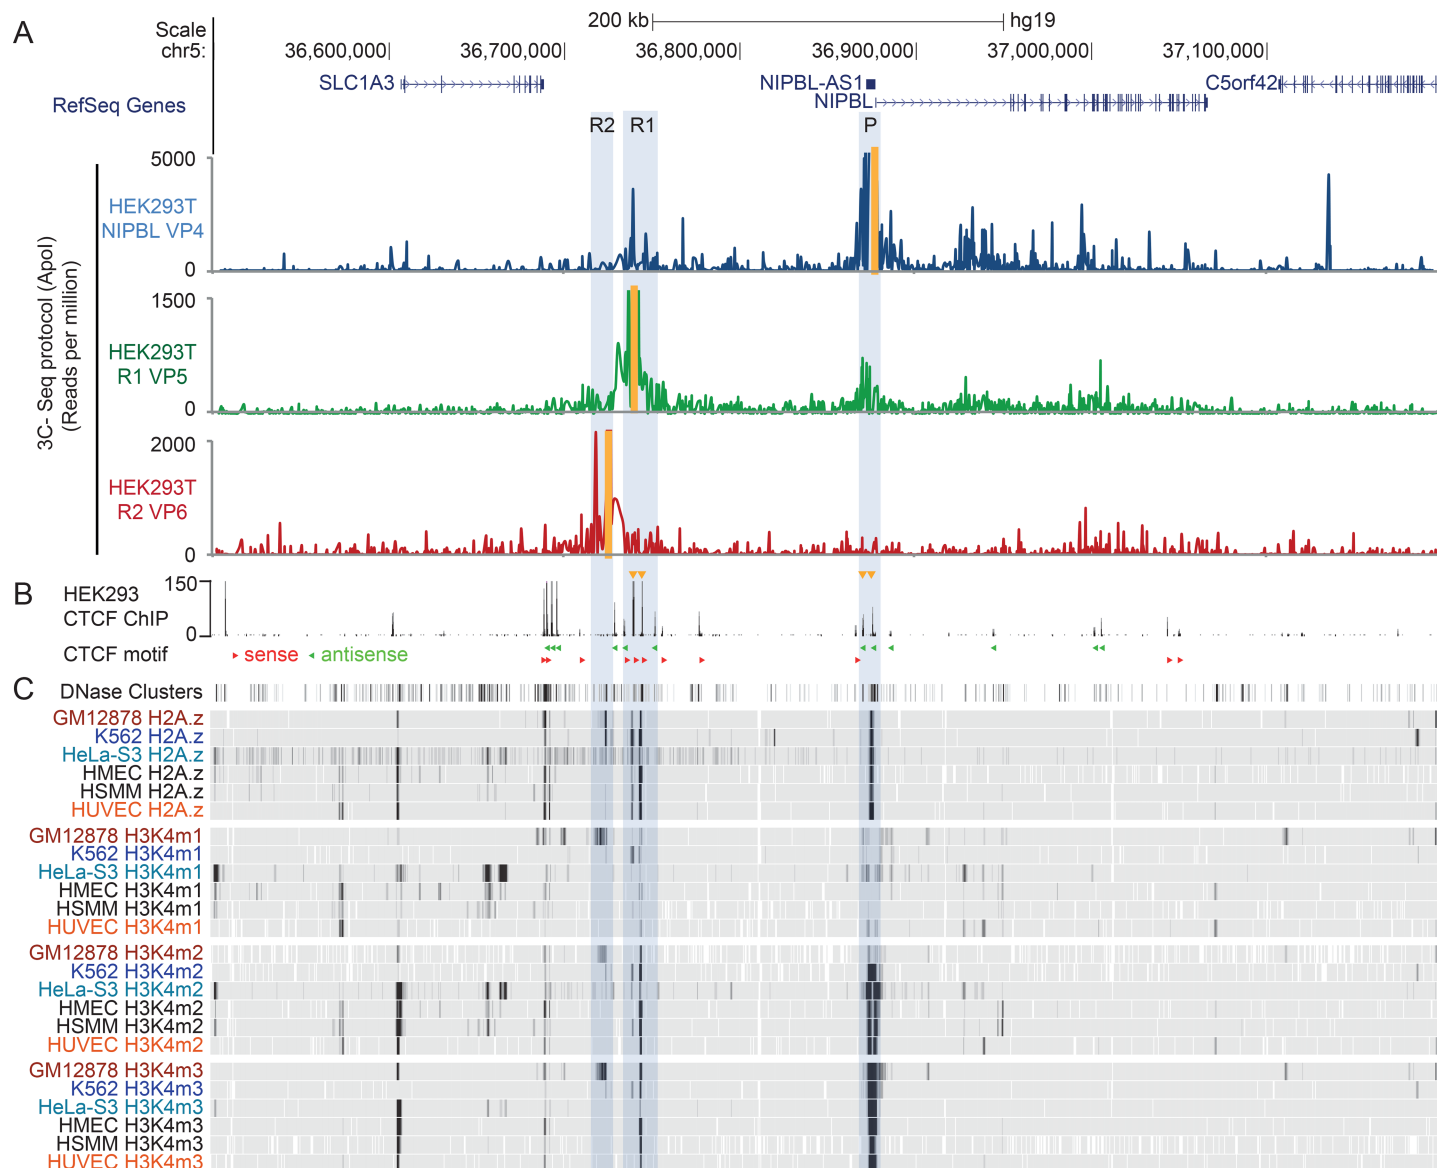 A
Scale
200 kb
hg19
chr5:
36,600,000
36,700,000
36,800,000
36,900,000
37,000,000
37,100,000
SLC1A3
NIPBL-AS1
C5orf42
RefSeq Genes
NIPBL
R2
R1
P
3C- Seq protocol (ApoI)
(Reads per million)
5000
HEK293T
NIPBL VP4
0
1500
HEK293T
R1 VP5
0
2000
HEK293T
R2 VP6
0
B
HEK293
CTCF ChIP
150
0
CTCF motif
sense
antisense
C
DNase Clusters
GM12878 H2A.z
K562 H2A.z
HeLa-S3 H2A.z
HMEC H2A.z
HSMM H2A.z
HUVEC H2A.z
GM12878 H3K4m1
K562 H3K4m1
HeLa-S3 H3K4m1
HMEC H3K4m1
HSMM H3K4m1
HUVEC H3K4m1
GM12878 H3K4m2
K562 H3K4m2
HeLa-S3 H3K4m2
HMEC H3K4m2
HSMM H3K4m2
HUVEC H3K4m2
GM12878 H3K4m3
K562 H3K4m3
HeLa-S3 H3K4m3
HMEC H3K4m3
HSMM H3K4m3
HUVEC H3K4m3